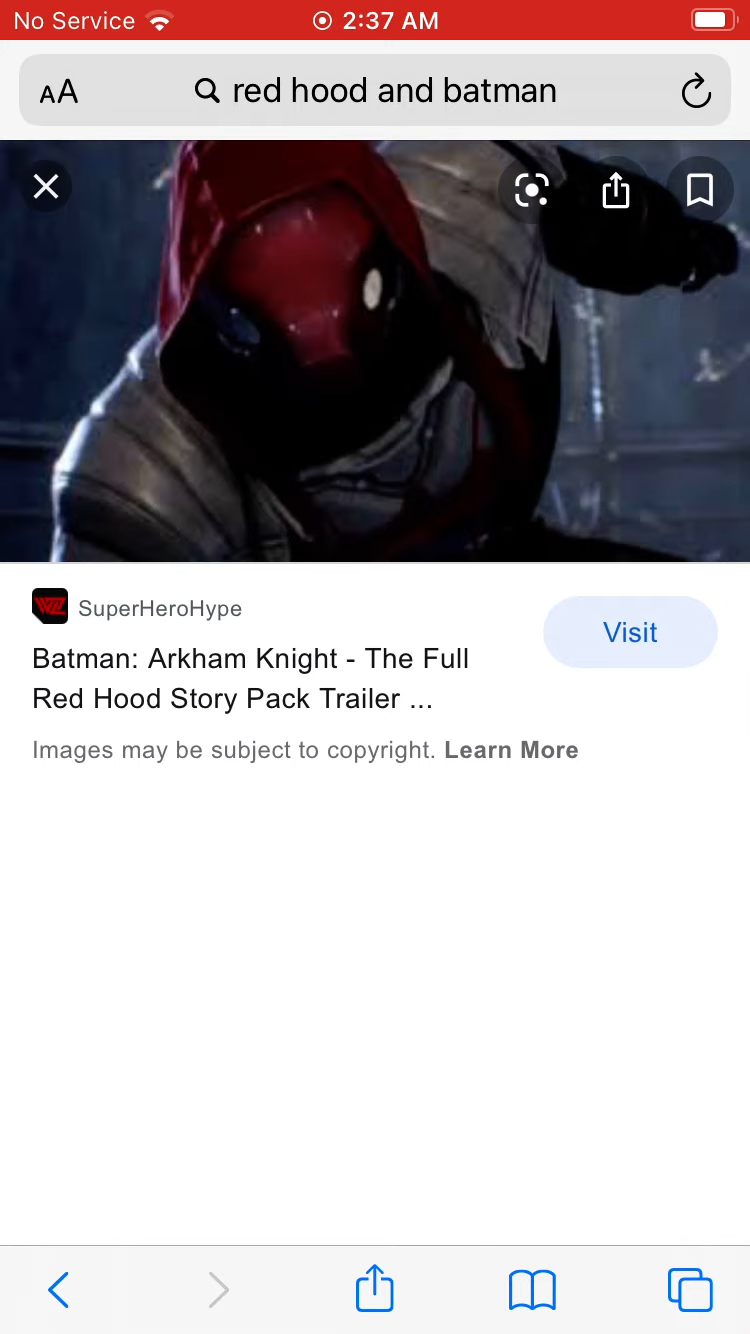 No Service 2:37 AM
AA red hood and batman
SuperHeroHype
Visit
Batman: Arkham Knight - The Full
Red Hood Story Pack Trailer ...
Images may be subject to copyright. Learn More